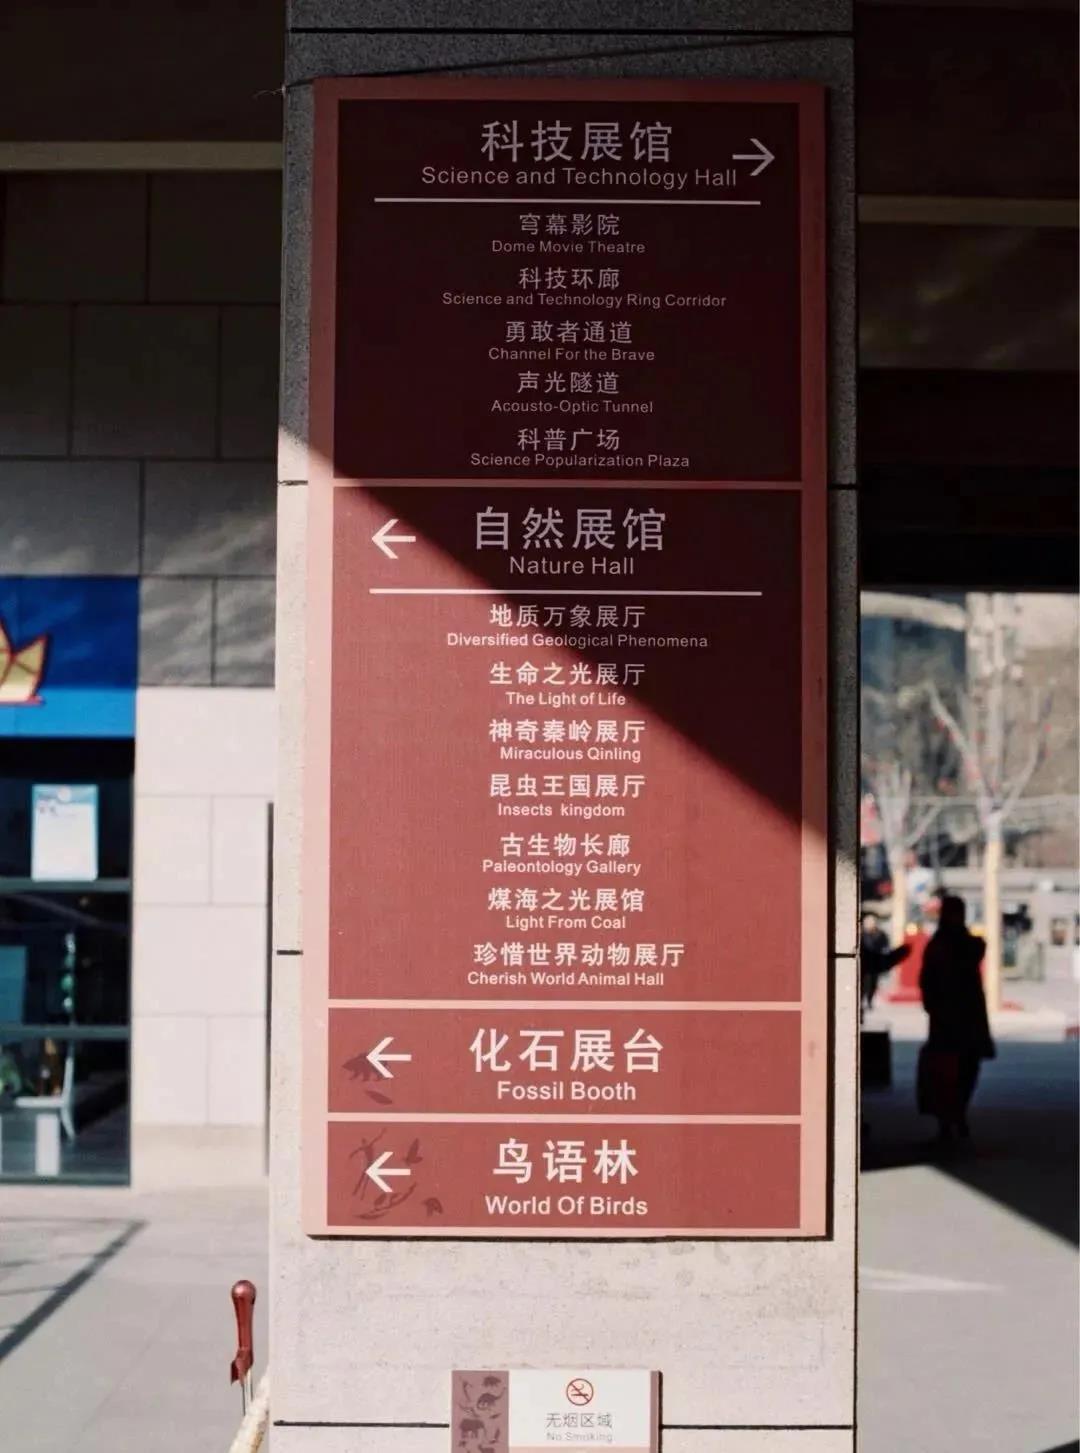 科技展馆
Science and Technology Hall
穹幕影院
Dome Movie Theatre
科技环廊
Science and Technology Ring Corridor
勇敢者通道
Channel For the Brave
声光隧道
Acousto-Optic Tunnel
科普广场
Science Popularization Plaza
自然展馆
Nature Hall
地质万象展厅
Diversified Geological Phenomena
生命之光展厅
The Light of Life
神奇秦岭展厅
Miraculous Qinling
昆虫王国展厅
Insects kingdom
古生物长廊
Paleontology Gallery
煤海之光展馆
Light From Coal
珍惜世界动物展厅
Cherish World Animal Hall
化石展台
Fossil Booth
鸟语林
World Of Birds
无烟区域
No Smoking